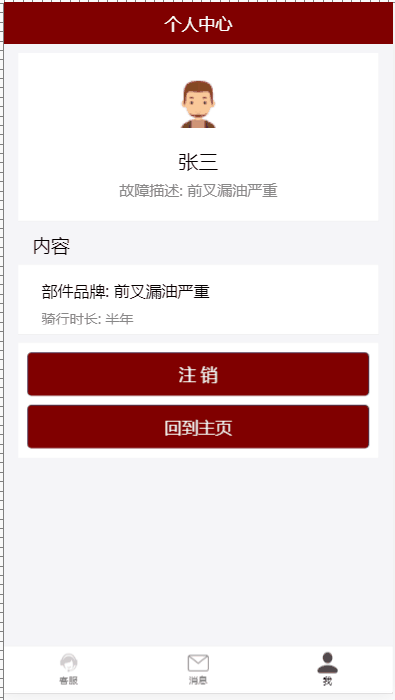 个人中心
张三
故障描述: 前叉漏油严重
内容
部件品牌: 前叉漏油严重
骑行时长: 半年
注 销
回到主页
客服
消息
我